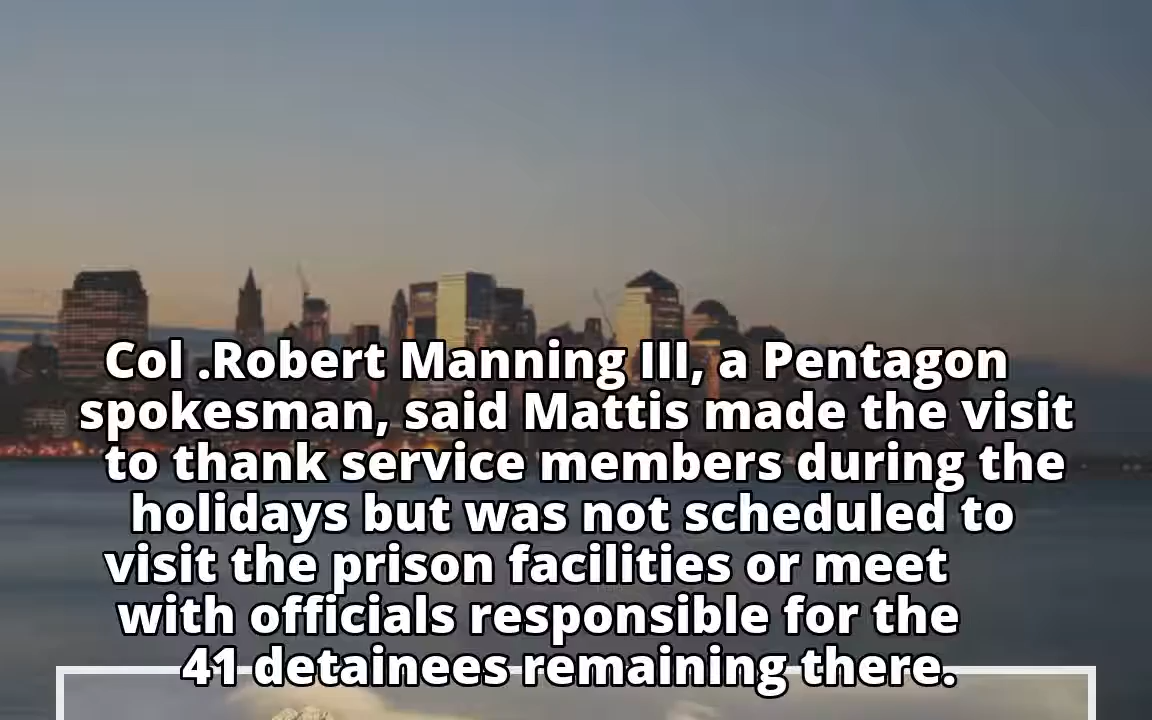 Col .Robert Manning III, a Pentagon
spokesman, said Mattis made the visit
to thank service members during the
holidays but was not scheduled to
visit the prison facilities or meet
with officials responsible for the
41 detainees remaining there.